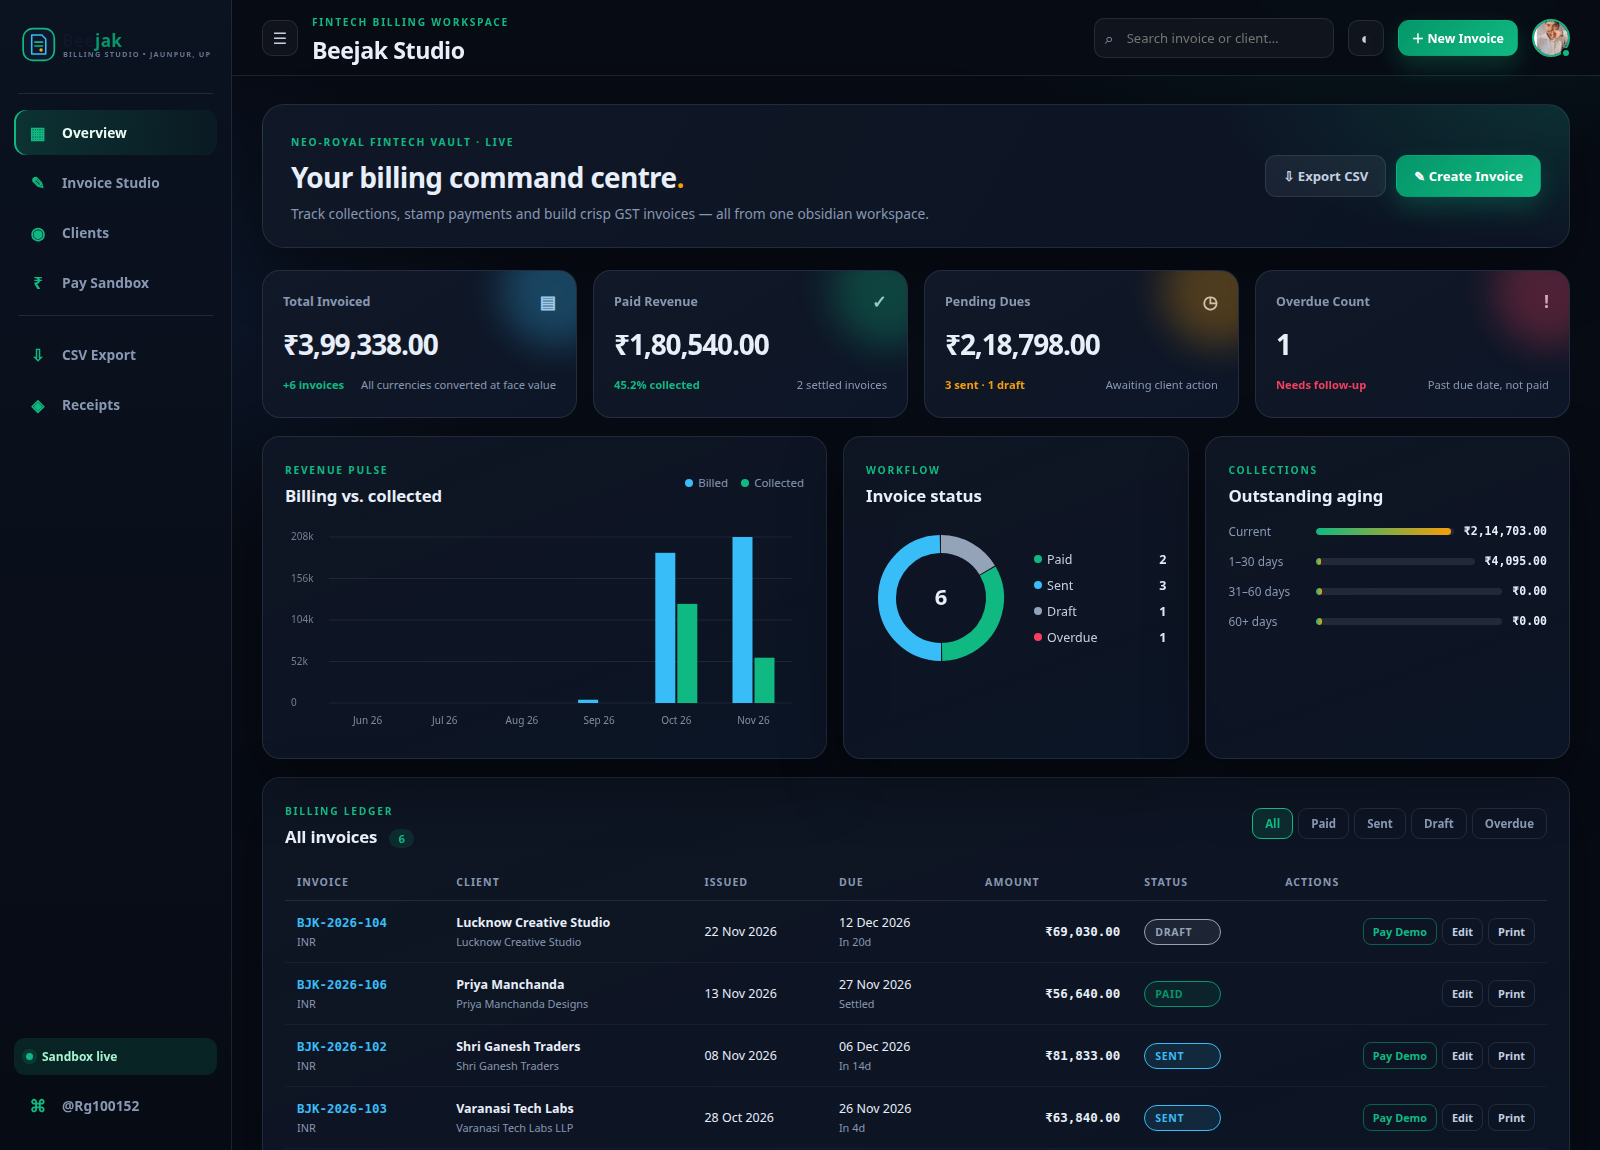 Beejak
BILLING STUDIO • JAUNPUR, UP
Overview
Invoice Studio
Clients
₹ Pay Sandbox
CSV Export
Receipts
Sandbox live
⌘ @Rg100152
FINTECH BILLING WORKSPACE
Beejak Studio
Search invoice or client...
+ New Invoice
NEO-ROYAL FINTECH VAULT · LIVE
Your billing command centre.
Track collections, stamp payments and build crisp GST invoices — all from one obsidian workspace.
⇩ Export CSV
✎ Create Invoice
Total Invoiced
₹3,99,338.00
+6 invoices All currencies converted at face value
Paid Revenue ✓
₹1,80,540.00
45.2% collected 2 settled invoices
Pending Dues
₹2,18,798.00
3 sent · 1 draft Awaiting client action
Overdue Count !
1
Needs follow-up Past due date, not paid
REVENUE PULSE
Billing vs. collected
Billed Collected
208k
156k
104k
52k
0
Jun 26 Jul 26 Aug 26 Sep 26 Oct 26 Nov 26
WORKFLOW
Invoice status
6
Paid 2
Sent 3
Draft 1
Overdue 1
COLLECTIONS
Outstanding aging
Current ₹2,14,703.00
1–30 days ₹4,095.00
31–60 days ₹0.00
60+ days ₹0.00
BILLING LEDGER
All invoices 6
All Paid Sent Draft Overdue
INVOICE CLIENT ISSUED DUE AMOUNT STATUS ACTIONS
BJK-2026-104 Lucknow Creative Studio 22 Nov 2026 12 Dec 2026 ₹69,030.00 DRAFT Pay Demo Edit Print
INR Lucknow Creative Studio In 20d
BJK-2026-106 Priya Manchanda 13 Nov 2026 27 Nov 2026 ₹56,640.00 PAID Edit Print
INR Priya Manchanda Designs Settled
BJK-2026-102 Shri Ganesh Traders 08 Nov 2026 06 Dec 2026 ₹81,833.00 SENT Pay Demo Edit Print
INR Shri Ganesh Traders In 14d
BJK-2026-103 Varanasi Tech Labs 28 Oct 2026 26 Nov 2026 ₹63,840.00 SENT Pay Demo Edit Print
INR Varanasi Tech Labs LLP In 4d